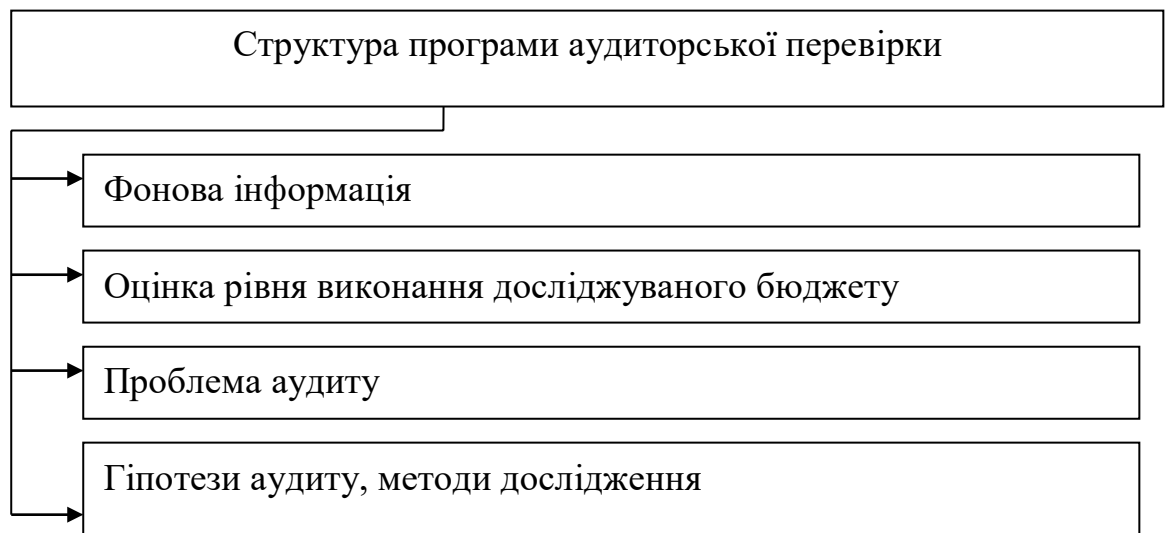 Структура програми аудиторської перевірки
Фонова інформація
Оцінка рівня виконання досліджуваного бюджету
Проблема аудиту
Гіпотези аудиту, методи дослідження